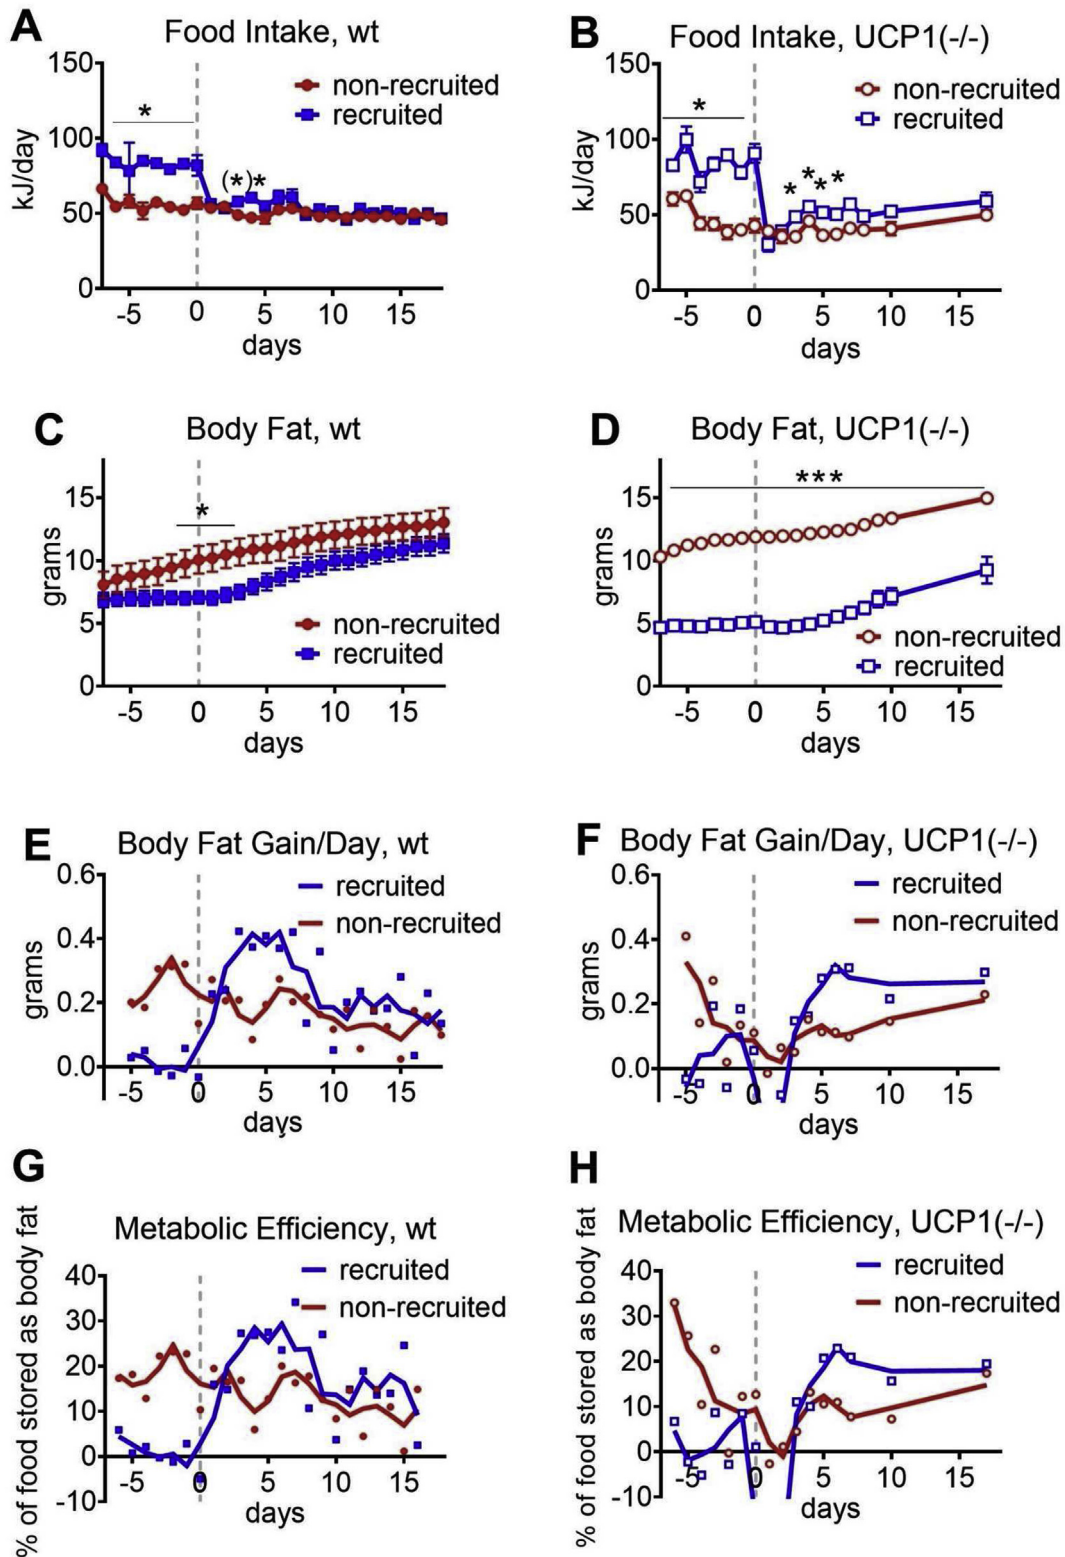 A
Food Intake, wt
150
100
50
0
kJ/day
non-recruited
recruited
*
(*)*
-5 0 5 10 15
days
B
Food Intake, UCP1(-/-)
150
100
50
0
kJ/day
non-recruited
recruited
*
* * * *
-5 0 5 10 15
days
C
Body Fat, wt
15
10
5
0
grams
*
non-recruited
recruited
-5 0 5 10 15
days
D
Body Fat, UCP1(-/-)
15
10
5
0
grams
***
non-recruited
recruited
-5 0 5 10 15
days
E
Body Fat Gain/Day, wt
0.6
0.4
0.2
0.0
grams
recruited
non-recruited
-5 0 5 10 15
days
F
Body Fat Gain/Day, UCP1(-/-)
0.6
0.4
0.2
0.0
grams
recruited
non-recruited
-5 0 5 10 15
days
G
Metabolic Efficiency, wt
40
30
20
10
0
-10
% of food stored as body fat
recruited
non-recruited
0 5 10 15
days
H
Metabolic Efficiency, UCP1(-/-)
40
30
20
10
0
-10
% of food stored as body fat
recruited
non-recruited
-5 0 5 10 15
days